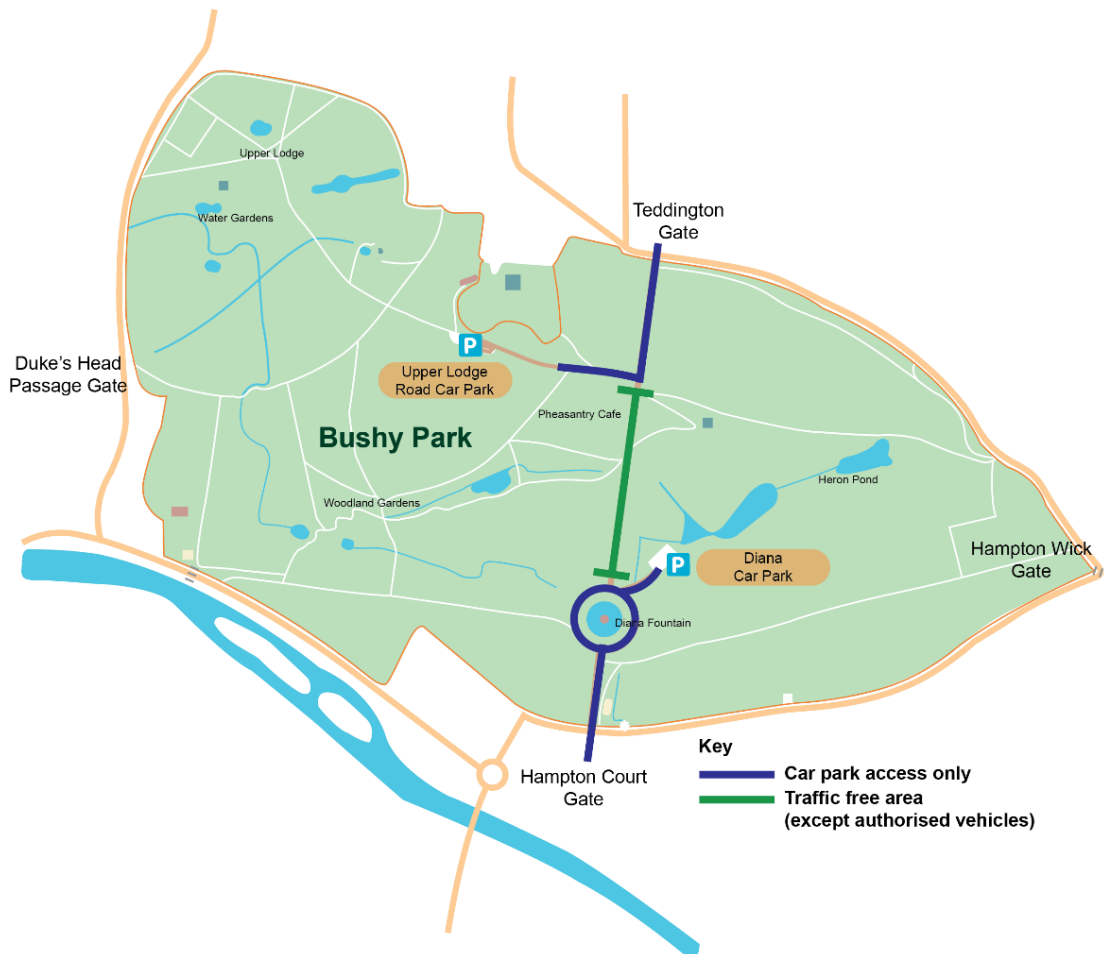 Upper Lodge
Water Gardens
Teddington
Gate
Duke's Head
Passage Gate
P
Upper Lodge
Road Car Park
Pheasantry Cafe
Bushy Park
Heron Pond
Woodland Gardens
Hampton Wick
Gate
P
Diana
Car Park
Diana Fountain
Hampton Court
Gate
Key
Car park access only
Traffic free area
(except authorised vehicles)